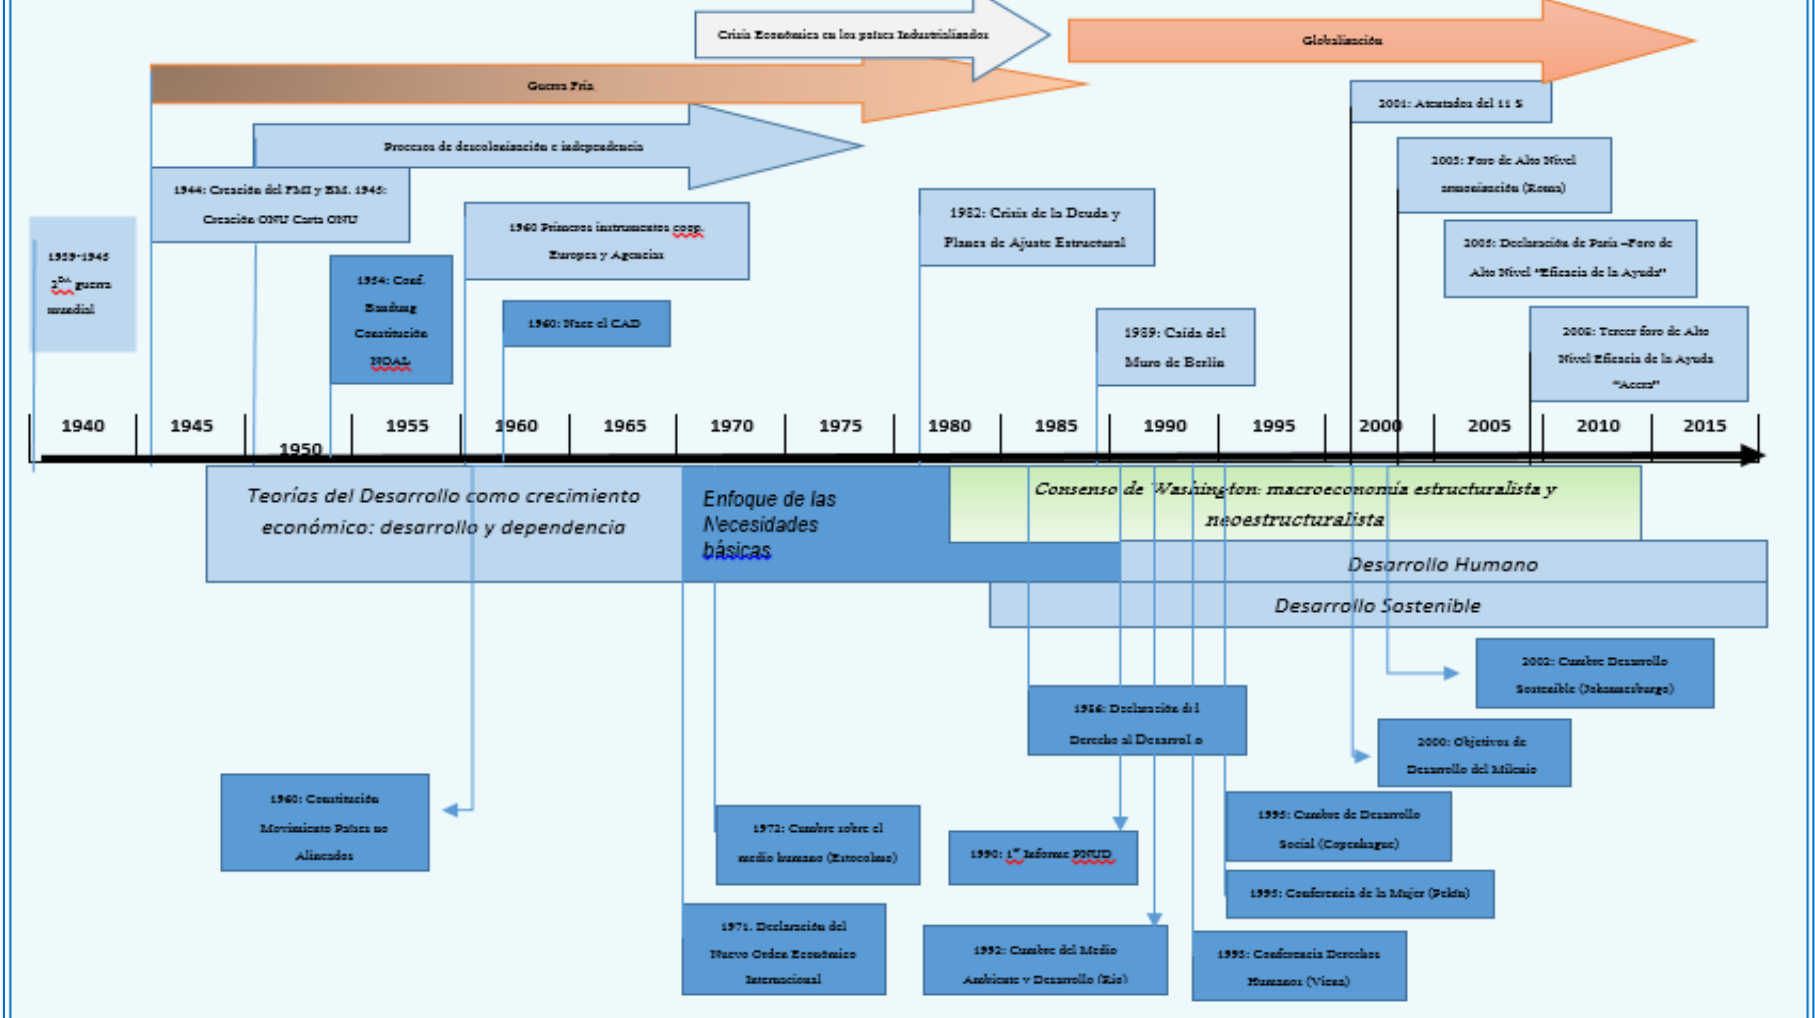 Crisis Económica en los países Industrializados
Globalización
Guerra Fría
2001: Atentados del 11 S
Procesos de descolonización e independencia
2003: Foro de Alto Nivel
armonización (Roma)
1944: Creación del FMI y BM. 1945:
Creación ONU Carta ONU
1960 Primeros instrumentos coop.
Europea y Agencias
1982: Crisis de la Deuda y
Planes de Ajuste Estructural
2005: Declaración de Paris –Foro de
Alto Nivel “Eficacia de la Ayuda”
1939-1945
2DA guerra
mundial
1954: Conf.
Bandung
Constitución
NOAL
1960: Nace el CAD
1989: Caída del
Muro de Berlín
2008: Tercer foro de Alto
Nivel Eficacia de la Ayuda
“Accra”
1940 1945 1950 1955 1960 1965 1970 1975 1980 1985 1990 1995 2000 2005 2010 2015
Teorías del Desarrollo como crecimiento
económico: desarrollo y dependencia
Enfoque de las
Necesidades
básicas
Consenso de Washington: macroeconomía estructuralista y
neoestructuralista
Desarrollo Humano
Desarrollo Sostenible
2002: Cumbre Desarrollo
Sostenible (Johannesburgo)
1986: Declaración del
Derecho al Desarrollo
2000: Objetivos de
Desarrollo del Milenio
1960: Constitución
Movimiento Países no
Alineados
1972: Cumbre sobre el
medio humano (Estocolmo)
1990: 1er Informe PNUD
1995: Cumbre de Desarrollo
Social (Copenhague)
1995: Conferencia de la Mujer (Pekín)
1971. Declaración del
Nuevo Orden Económico
Internacional
1992: Cumbre del Medio
Ambiente y Desarrollo (Río)
1993: Conferencia Derechos
Humanos (Viena)